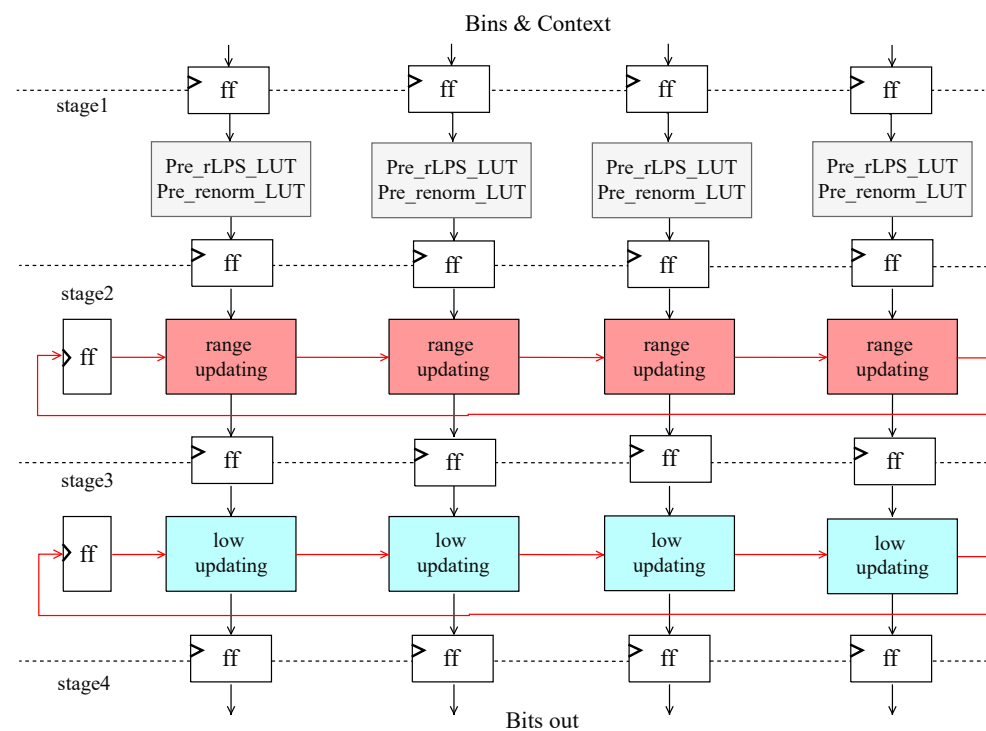 Bins & Context
ff ff ff ff
stage1
Pre_rLPS_LUT Pre_rLPS_LUT Pre_rLPS_LUT Pre_rLPS_LUT
Pre_renorm_LUT Pre_renorm_LUT Pre_renorm_LUT Pre_renorm_LUT
ff ff ff ff
stage2
range range range range
ff
updating updating updating updating
ff ff ff ff
stage3
low low low low
ff
updating updating updating updating
ff ff ff ff
stage4
Bits out